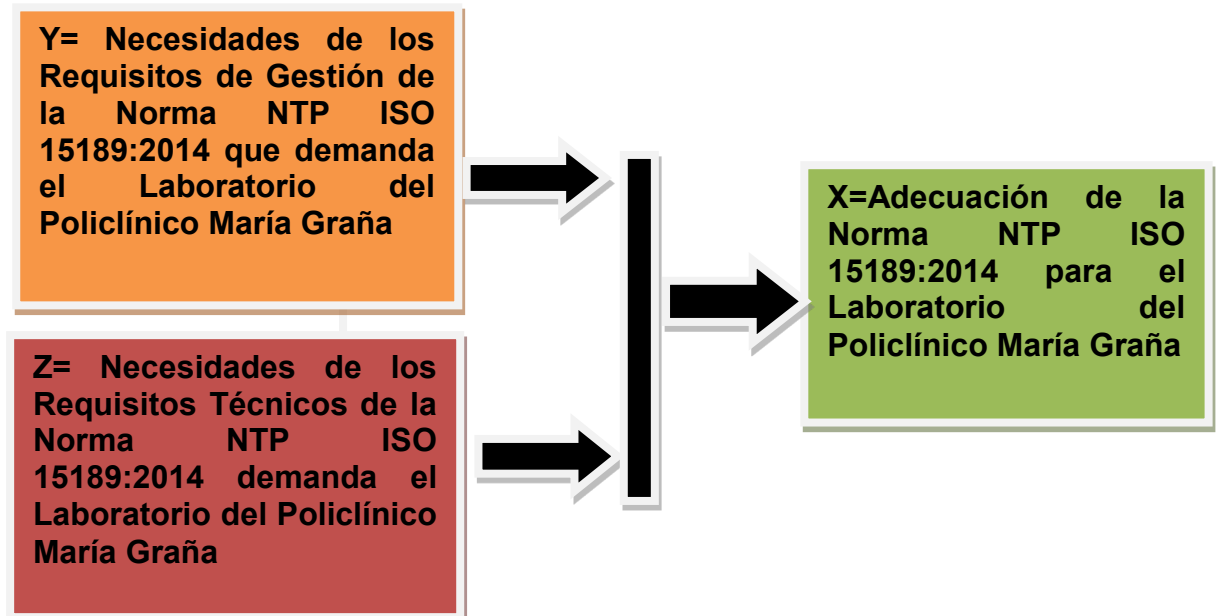 Y= Necesidades de los
Requisitos de Gestión de
la Norma NTP ISO
15189:2014 que demanda
el Laboratorio del
Policlínico María Graña
Z= Necesidades de los
Requisitos Técnicos de la
Norma NTP ISO
15189:2014 demanda el
Laboratorio del Policlínico
María Graña
X=Adecuación de la
Norma NTP ISO
15189:2014 para el
Laboratorio del
Policlínico María Graña